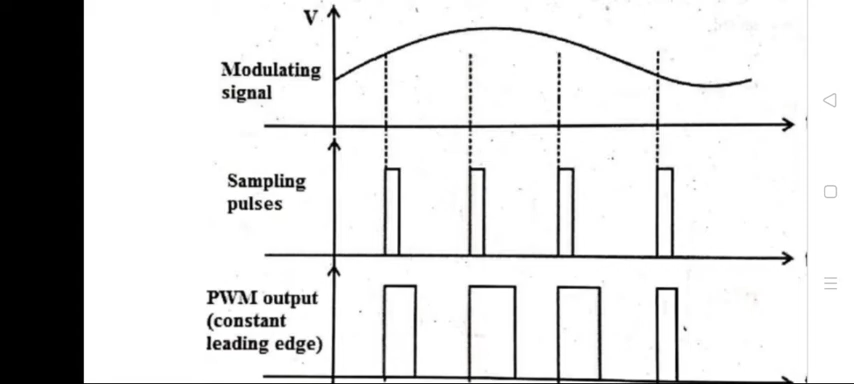 V
Modulating
signal
Sampling
pulses
PWM output
(constant
leading edge)